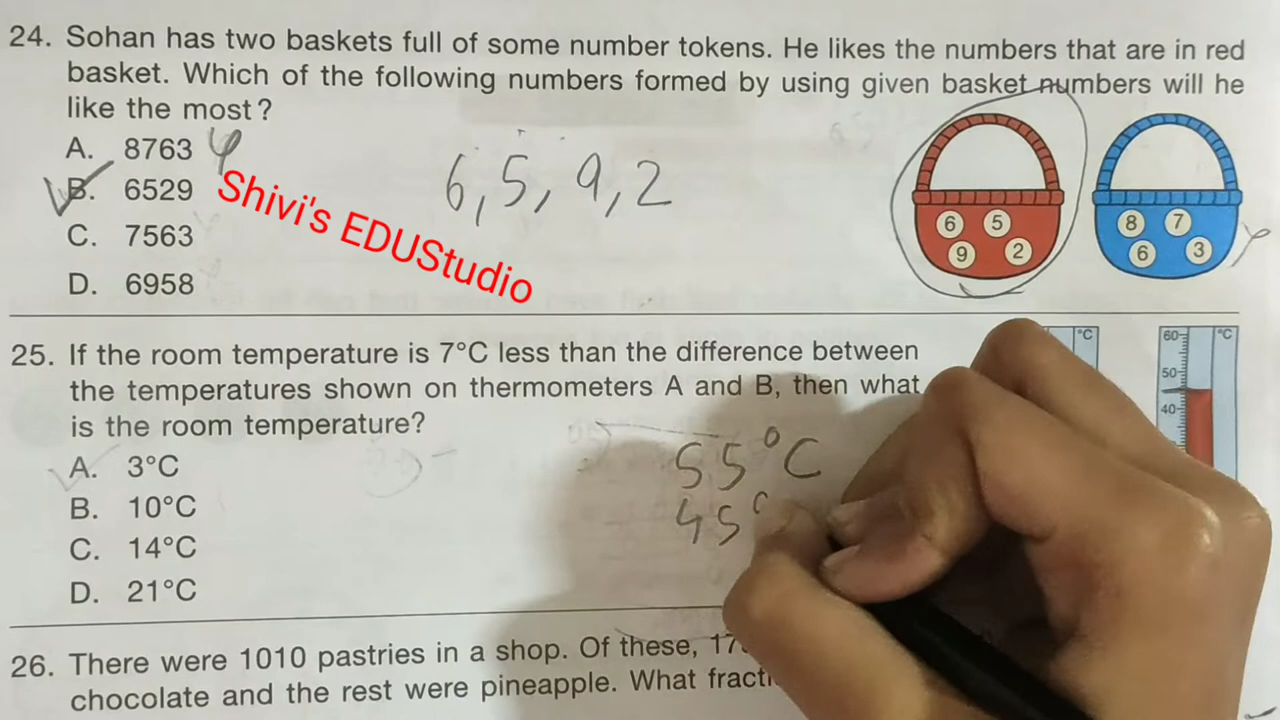 24. Sohan has two baskets full of some number tokens. He likes the numbers that are in red
basket. Which of the following numbers formed by using given basket numbers will he
like the most?
A. 8763
B. 6529
C. 7563
D. 6958
6, 5, 9, 2
Shivi's EDUStudio
6 5
9 2
8 7
6 3
25. If the room temperature is 7°C less than the difference between
the temperatures shown on thermometers A and B, then what
is the room temperature?
A. 3°C
B. 10°C
C. 14°C
D. 21°C
55°C
45°
°C
60 °C
50
40
26. There were 1010 pastries in a shop. Of these,
chocolate and the rest were pineapple. What